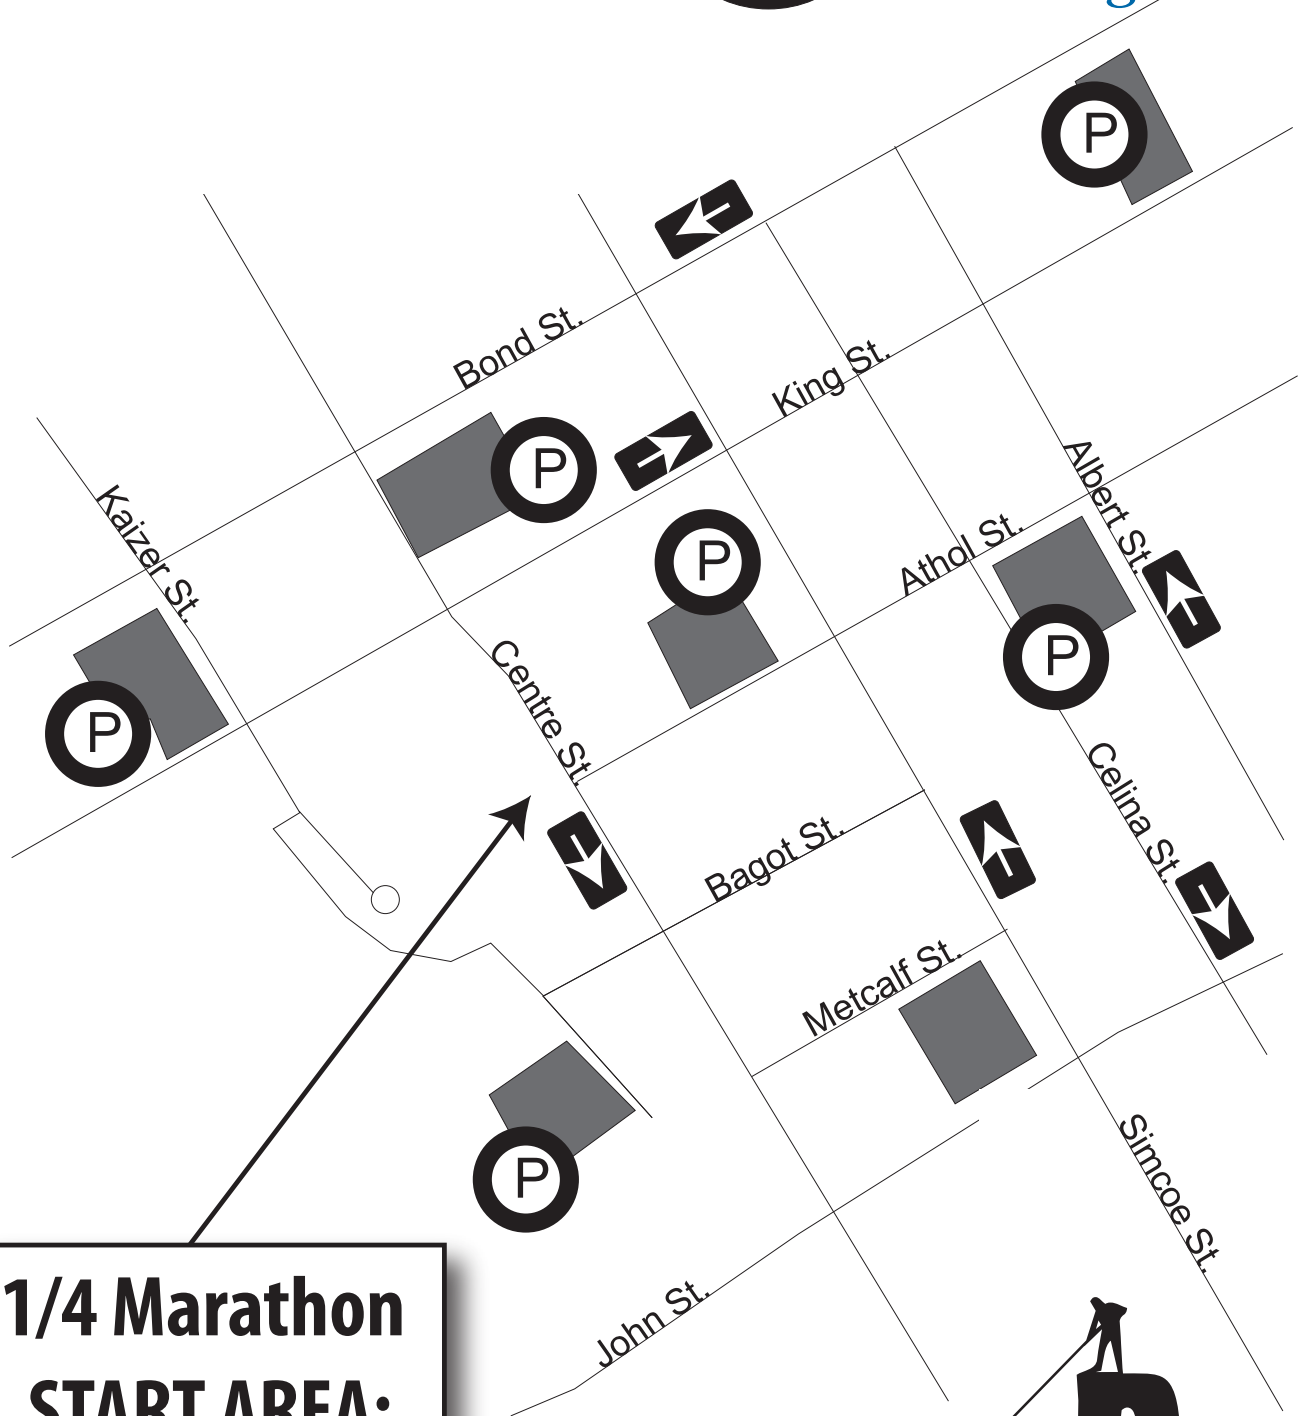 P
Bond St.
King St.
P
Albert St.
Kaizer St.
P
Athol St.
Centre St.
P
P
Celina St.
Bagot St.
Metcalf St.
P
Simcoe St.
John St.
1/4 Marathon
START AREA: